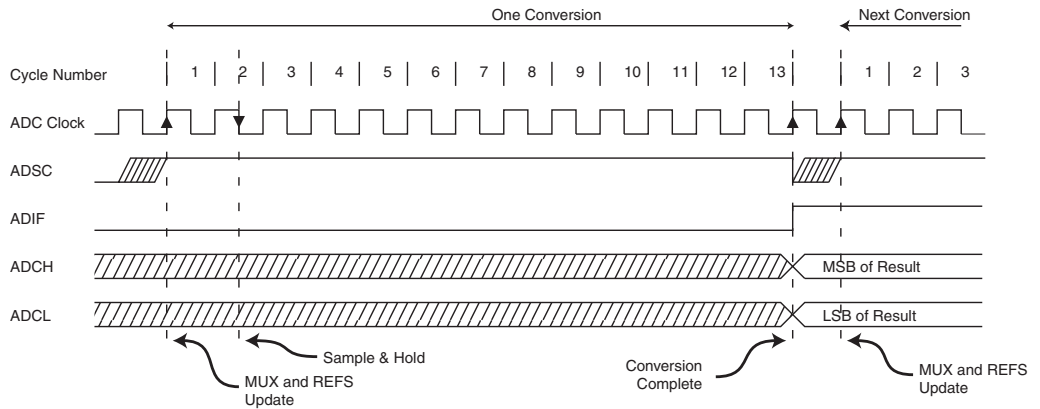 One Conversion
Next Conversion
Cycle Number
1 2 3 4 5 6 7 8 9 10 11 12 13 1 2 3
ADC Clock
ADSC
ADIF
ADCH
MSB of Result
ADCL
LSB of Result
Sample & Hold
MUX and REFS
Update
Conversion
Complete
MUX and REFS
Update